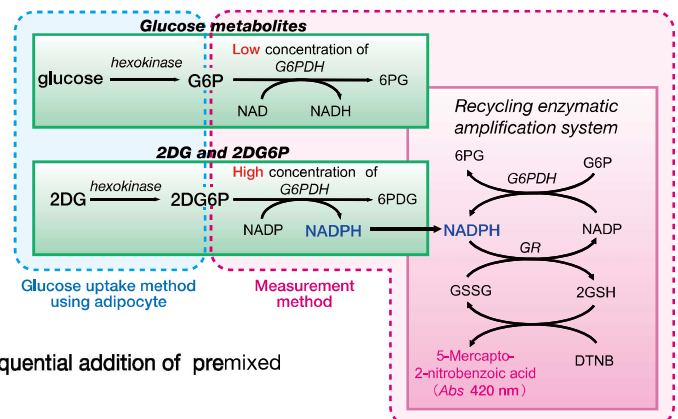 Glucose metabolites
glucose
hexokinase
G6P
Low concentration of
G6PDH
6PG
NAD
NADH
2DG and 2DG6P
2DG
hexokinase
2DG6P
High concentration of
G6PDH
6PDG
NADP
NADPH
Glucose uptake method
using adipocyte
Measurement
method
Recycling enzymatic
amplification system
6PG
G6P
G6PDH
NADPH
NADP
GR
GSSG
2GSH
5-Mercapto-
2-nitrobenzoic acid
(Abs 420 nm)
DTNB
quential addition of premixed